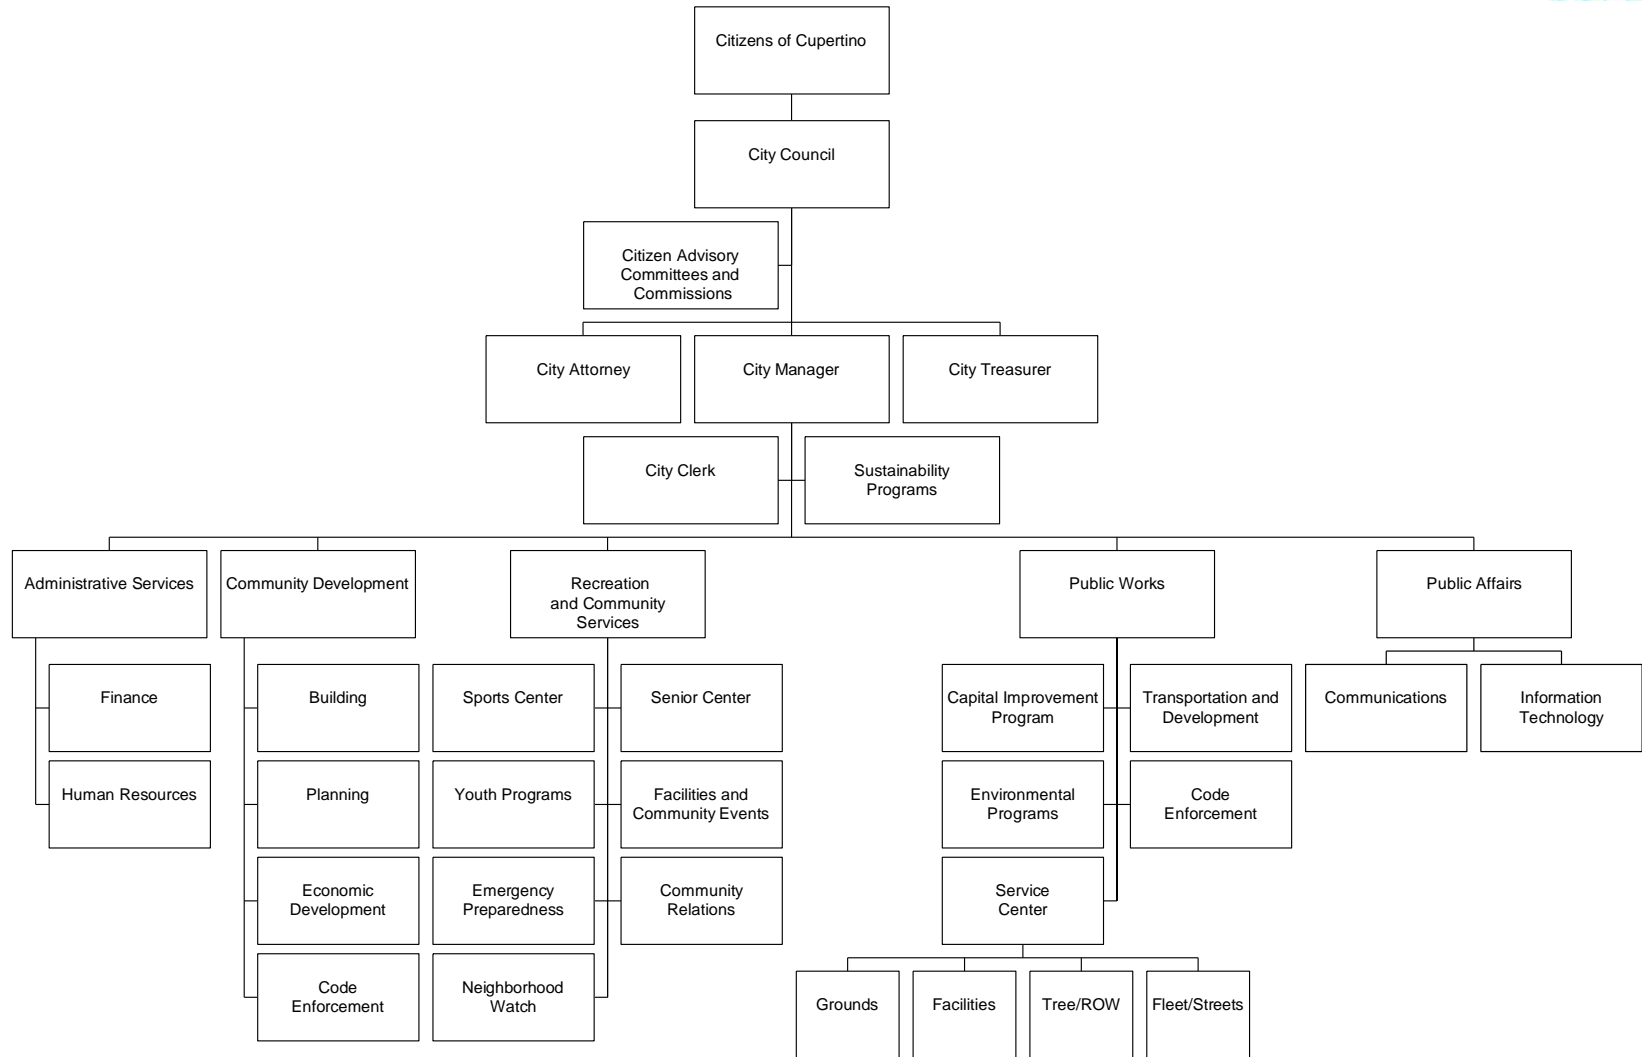 Citizens of Cupertino
City Council
Citizen Advisory
Committees and
Commissions
City Attorney
City Manager
City Treasurer
City Clerk
Sustainability
Programs
Administrative Services
Community Development
Recreation
and Community
Services
Public Works
Public Affairs
Finance
Building
Sports Center
Senior Center
Capital Improvement
Program
Transportation and
Development
Communications
Information
Technology
Human Resources
Planning
Youth Programs
Facilities and
Community Events
Environmental
Programs
Code
Enforcement
Economic
Development
Emergency
Preparedness
Community
Relations
Service
Center
Code
Enforcement
Neighborhood
Watch
Grounds
Facilities
Tree/ROW
Fleet/Streets